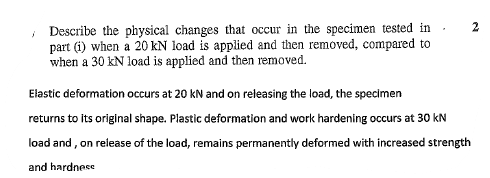 Describe the physical changes that occur in the specimen tested in 2
part (i) when a 20 kN load is applied and then removed, compared to
when a 30 kN load is applied and then removed.
Elastic deformation occurs at 20 kN and on releasing the load, the specimen
returns to its original shape. Plastic deformation and work hardening occurs at 30 kN
load and , on release of the load, remains permanently deformed with increased strength
and hardness